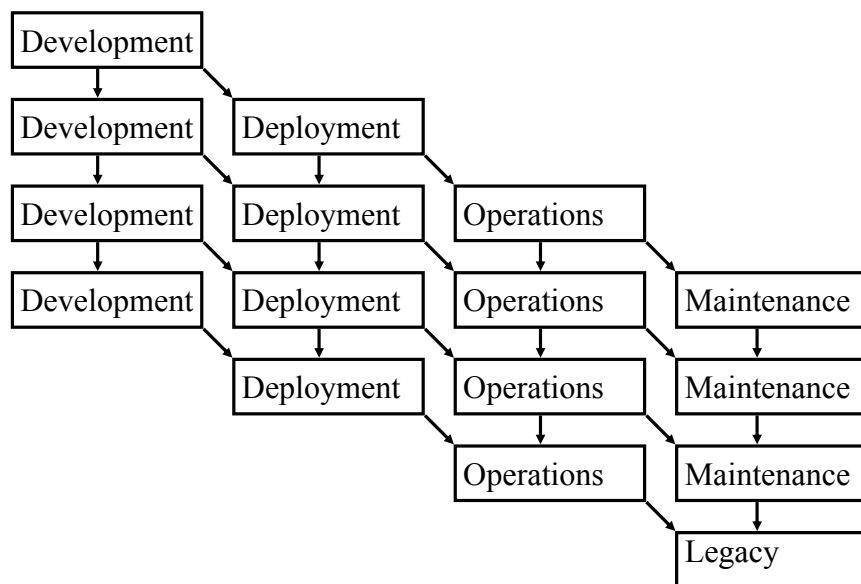 Development
Development Deployment
Development Deployment Operations
Development Deployment Operations Maintenance
Deployment Operations Maintenance
Operations Maintenance
Legacy